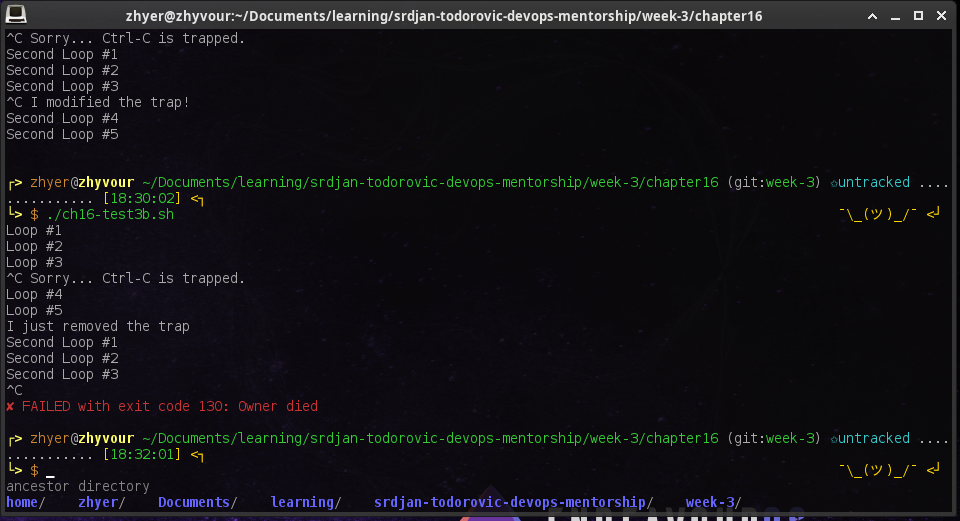 zhyer@zhyvour:~/Documents/learning/srdjan-todorovic-devops-mentorship/week-3/chapter16
^C Sorry... Ctrl-C is trapped.
Second Loop #1
Second Loop #2
Second Loop #3
^C I modified the trap!
Second Loop #4
Second Loop #5
┌> zhyer@zhyvour ~/Documents/learning/srdjan-todorovic-devops-mentorship/week-3/chapter16 (git:week-3) ✩untracked ....
............ [18:30:02] <┐
└> $ ./ch16-test3b.sh ¯\_(ツ)_/¯ <┘
Loop #1
Loop #2
Loop #3
^C Sorry... Ctrl-C is trapped.
Loop #4
Loop #5
I just removed the trap
Second Loop #1
Second Loop #2
Second Loop #3
^C
✘ FAILED with exit code 130: Owner died
┌> zhyer@zhyvour ~/Documents/learning/srdjan-todorovic-devops-mentorship/week-3/chapter16 (git:week-3) ✩untracked ....
............ [18:32:01] <┐
└> $ _ ¯\_(ツ)_/¯ <┘
ancestor directory
home/ zhyer/ Documents/ learning/ srdjan-todorovic-devops-mentorship/ week-3/